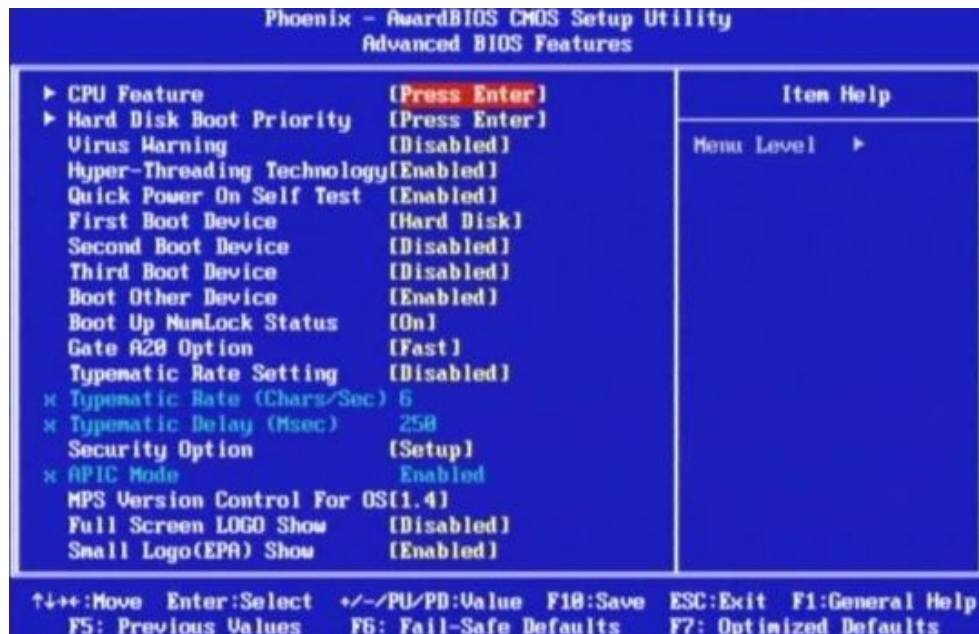 Phoenix - AwardBIOS CMOS Setup Utility
Advanced BIOS Features
▶ CPU Feature [Press Enter]
▶ Hard Disk Boot Priority [Press Enter]
Virus Warning [Disabled]
Hyper-Threading Technology[Enabled]
Quick Power On Self Test [Enabled]
First Boot Device [Hard Disk]
Second Boot Device [Disabled]
Third Boot Device [Disabled]
Boot Other Device [Enabled]
Boot Up NumLock Status [On]
Gate A20 Option [Fast]
Typematic Rate Setting [Disabled]
x Typematic Rate (Chars/Sec) 6
x Typematic Delay (Msec) 250
Security Option [Setup]
x APIC Mode Enabled
MPS Version Control For OS[1.4]
Full Screen LOGO Show [Disabled]
Small Logo(EPA) Show [Enabled]
Item Help
Menu Level ▶
↑↓→←:Move Enter:Select +/-/PU/PD:Value F10:Save ESC:Exit F1:General Help
F5: Previous Values F6: Fail-Safe Defaults F7: Optimized Defaults